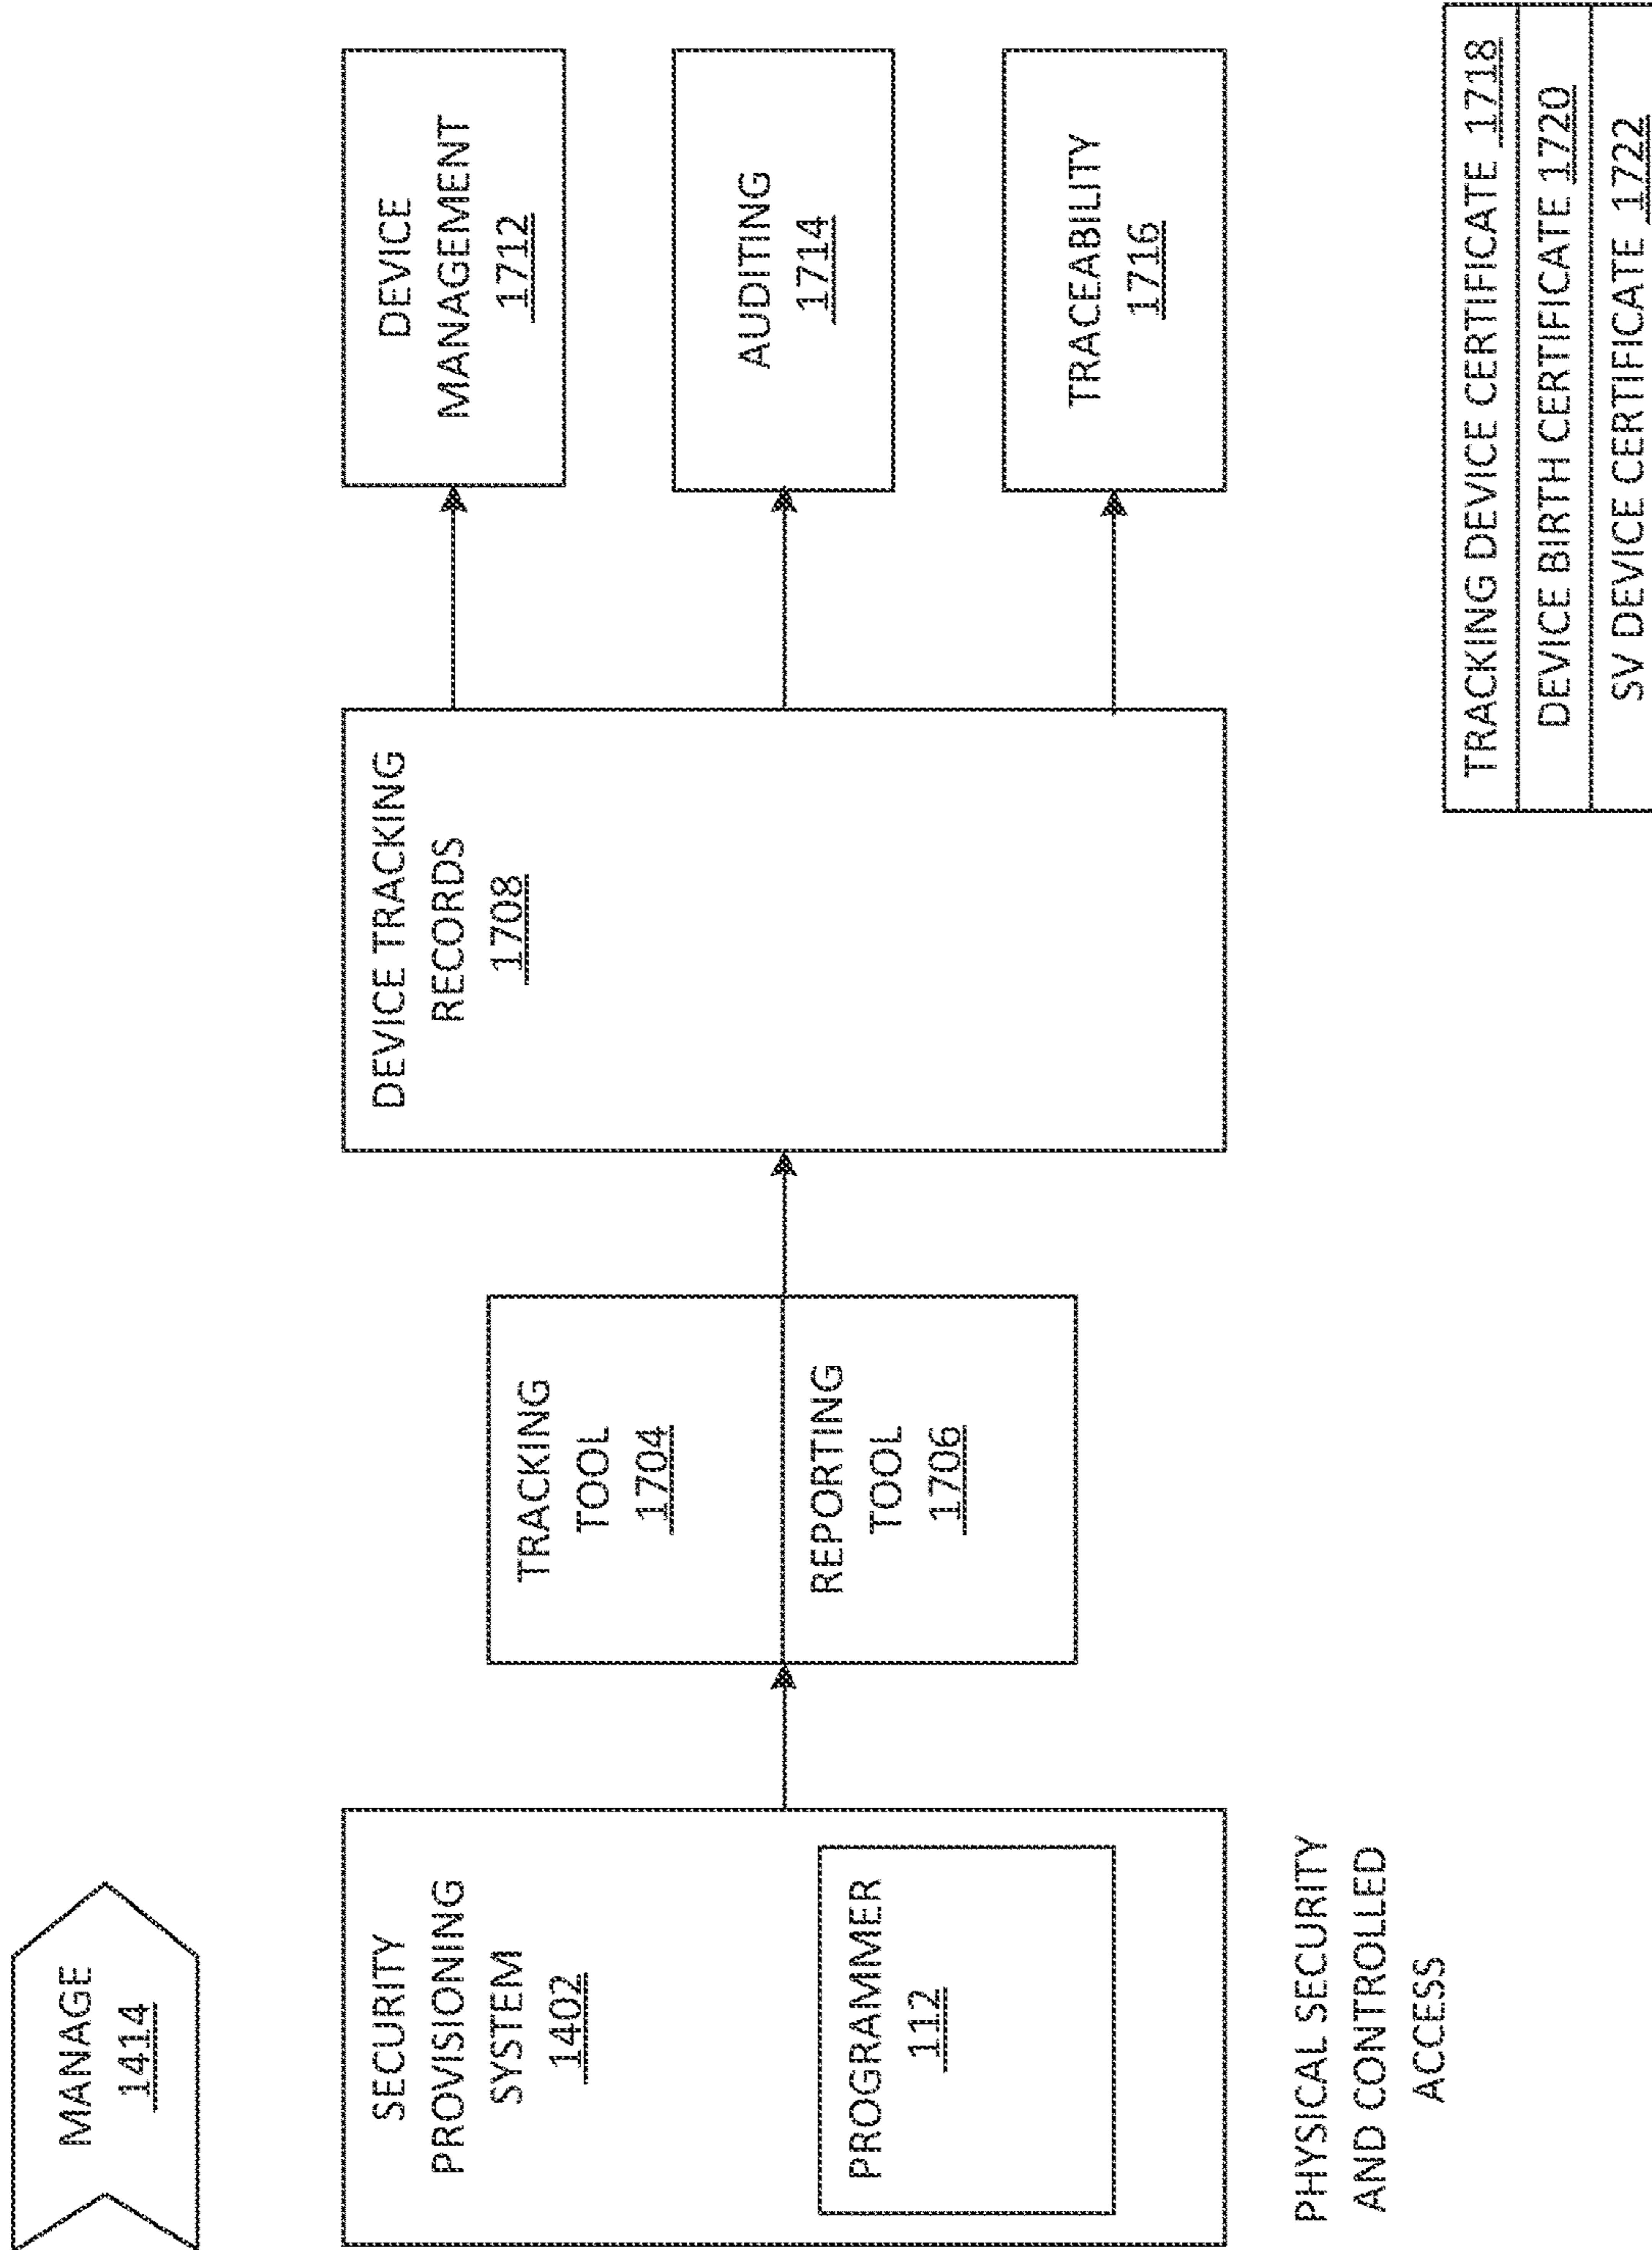 MANAGE
1414
SECURITY
PROVISIONING
SYSTEM
1402
PROGRAMMER
112
PHYSICAL SECURITY
AND CONTROLLED
ACCESS
TRACKING
TOOL
1704
REPORTING
TOOL
1706
DEVICE TRACKING
RECORDS
1708
DEVICE
MANAGEMENT
1712
AUDITING
1714
TRACEABILITY
1716
TRACKING DEVICE CERTIFICATE 1718
DEVICE BIRTH CERTIFICATE 1720
SV DEVICE CERTIFICATE 1722